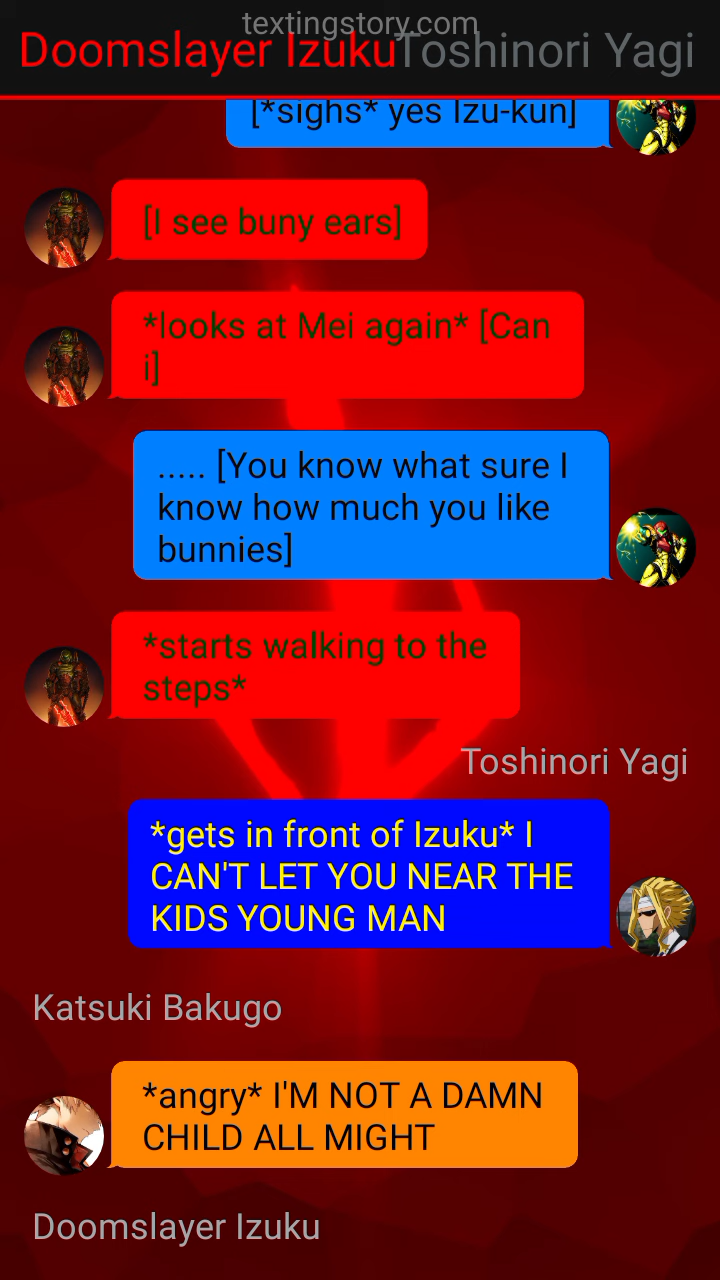 textingstory.com
Doomslayer Izuku Toshinori Yagi
[*sighs* yes Izu-kun]
[I see buny ears]
*looks at Mei again* [Can
i]
..... [You know what sure I
know how much you like
bunnies]
*starts walking to the
steps*
Toshinori Yagi
*gets in front of Izuku* I
CAN'T LET YOU NEAR THE
KIDS YOUNG MAN
Katsuki Bakugo
*angry* I'M NOT A DAMN
CHILD ALL MIGHT
Doomslayer Izuku